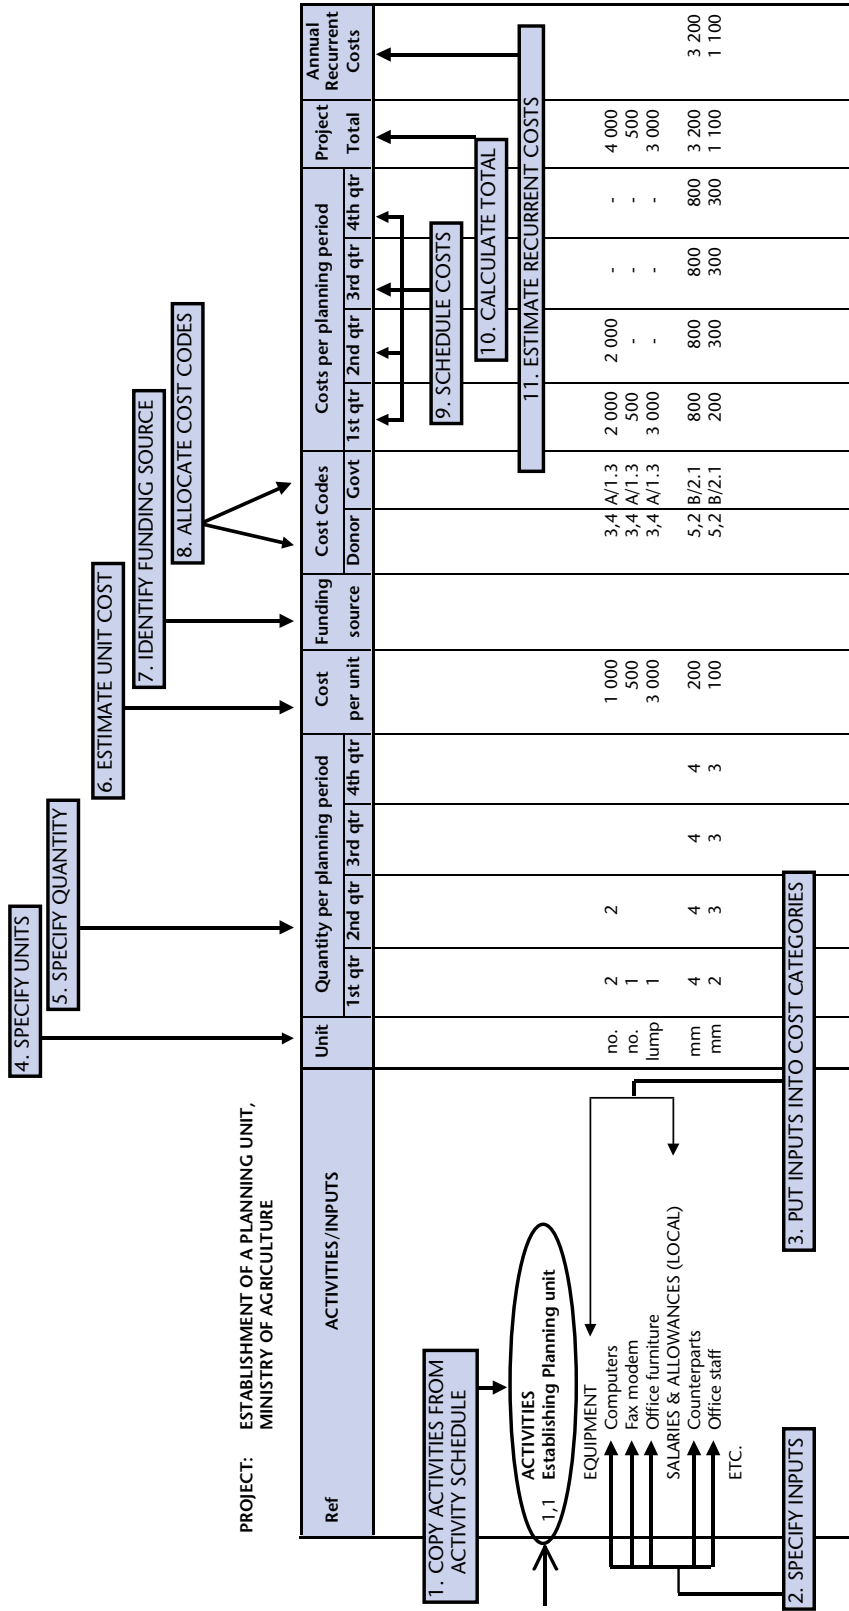 4. SPECIFY UNITS
5. SPECIFY QUANTITY
6. ESTIMATE UNIT COST
7. IDENTIFY FUNDING SOURCE
8. ALLOCATE COST CODES
PROJECT: ESTABLISHMENT OF A PLANNING UNIT,
MINISTRY OF AGRICULTURE
Ref ACTIVITIES/INPUTS Unit Quantity per planning period Cost per unit Funding source Cost Codes Costs per planning period Project Total Annual Recurrent Costs
1st qtr 2nd qtr 3rd qtr 4th qtr Donor Govt 1st qtr 2nd qtr 3rd qtr 4th qtr
1. COPY ACTIVITIES FROM
ACTIVITY SCHEDULE
9. SCHEDULE COSTS
10. CALCULATE TOTAL
11. ESTIMATE RECURRENT COSTS
ACTIVITIES
1,1 Establishing Planning unit
EQUIPMENT
Computers no. 2 2 1 000 3,4 A/1.3 2 000 2 000 - - 4 000
Fax modem no. 1 500 3,4 A/1.3 500 - - - 500
Office furniture lump 1 3 000 3,4 A/1.3 3 000 - - - 3 000
SALARIES & ALLOWANCES (LOCAL)
Counterparts mm 4 4 4 4 200 5,2 B/2.1 800 800 800 800 3 200 3 200
Office staff mm 2 3 3 3 100 5,2 B/2.1 200 300 300 300 1 100 1 100
ETC.
2. SPECIFY INPUTS
3. PUT INPUTS INTO COST CATEGORIES